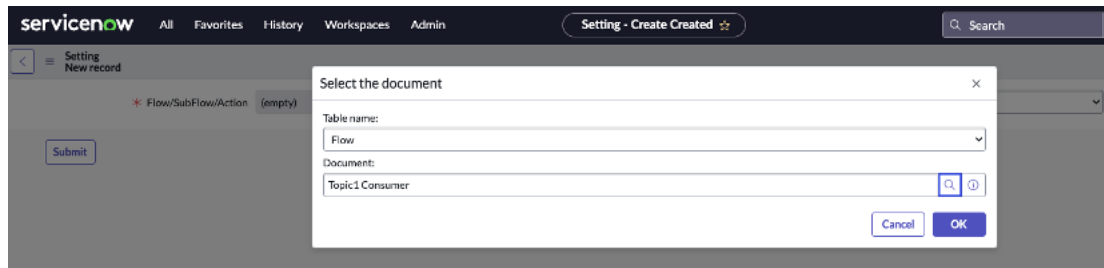 servicenow All Favorites History Workspaces Admin Setting - Create Created Search
Setting
New record
Select the document
* Flow/SubFlow/Action (empty)
Table name:
Flow
Submit
Document:
Topic1 Consumer
Cancel OK